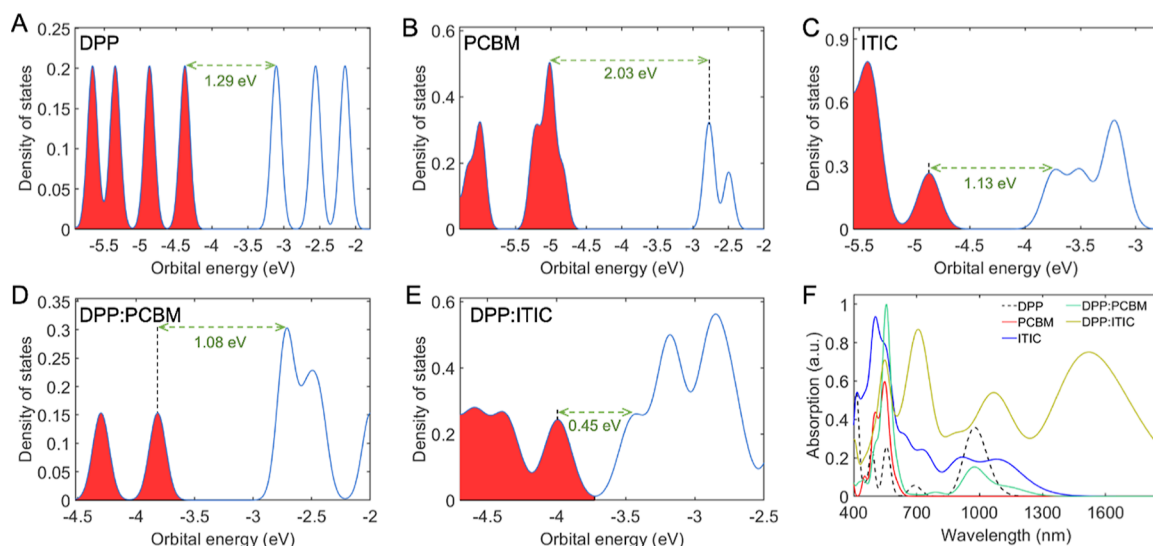 A
DPP
0.25
0.2
0.15
0.1
0.05
0
Density of states
1.29 eV
-5.5 -5 -4.5 -4 -3.5 -3 -2.5 -2
Orbital energy (eV)
B
PCBM
0.6
0.4
0.2
0
Density of states
2.03 eV
-5.5 -5 -4.5 -4 -3.5 -3 -2.5 -2
Orbital energy (eV)
C
ITIC
0.9
0.6
0.3
0
Density of states
1.13 eV
-5.5 -5 -4.5 -4 -3.5 -3
Orbital energy (eV)
D
DPP:PCBM
0.35
0.3
0.25
0.2
0.15
0.1
0.05
0
Density of states
1.08 eV
-4.5 -4 -3.5 -3 -2.5 -2
Orbital energy (eV)
E
DPP:ITIC
0.6
0.4
0.2
0
Density of states
0.45 eV
-4.5 -4 -3.5 -3 -2.5
Orbital energy (eV)
F
DPP DPP:PCBM
PCBM DPP:ITIC
ITIC
1
0.8
0.6
0.4
0.2
0
Absorption (a.u.)
400 700 1000 1300 1600
Wavelength (nm)